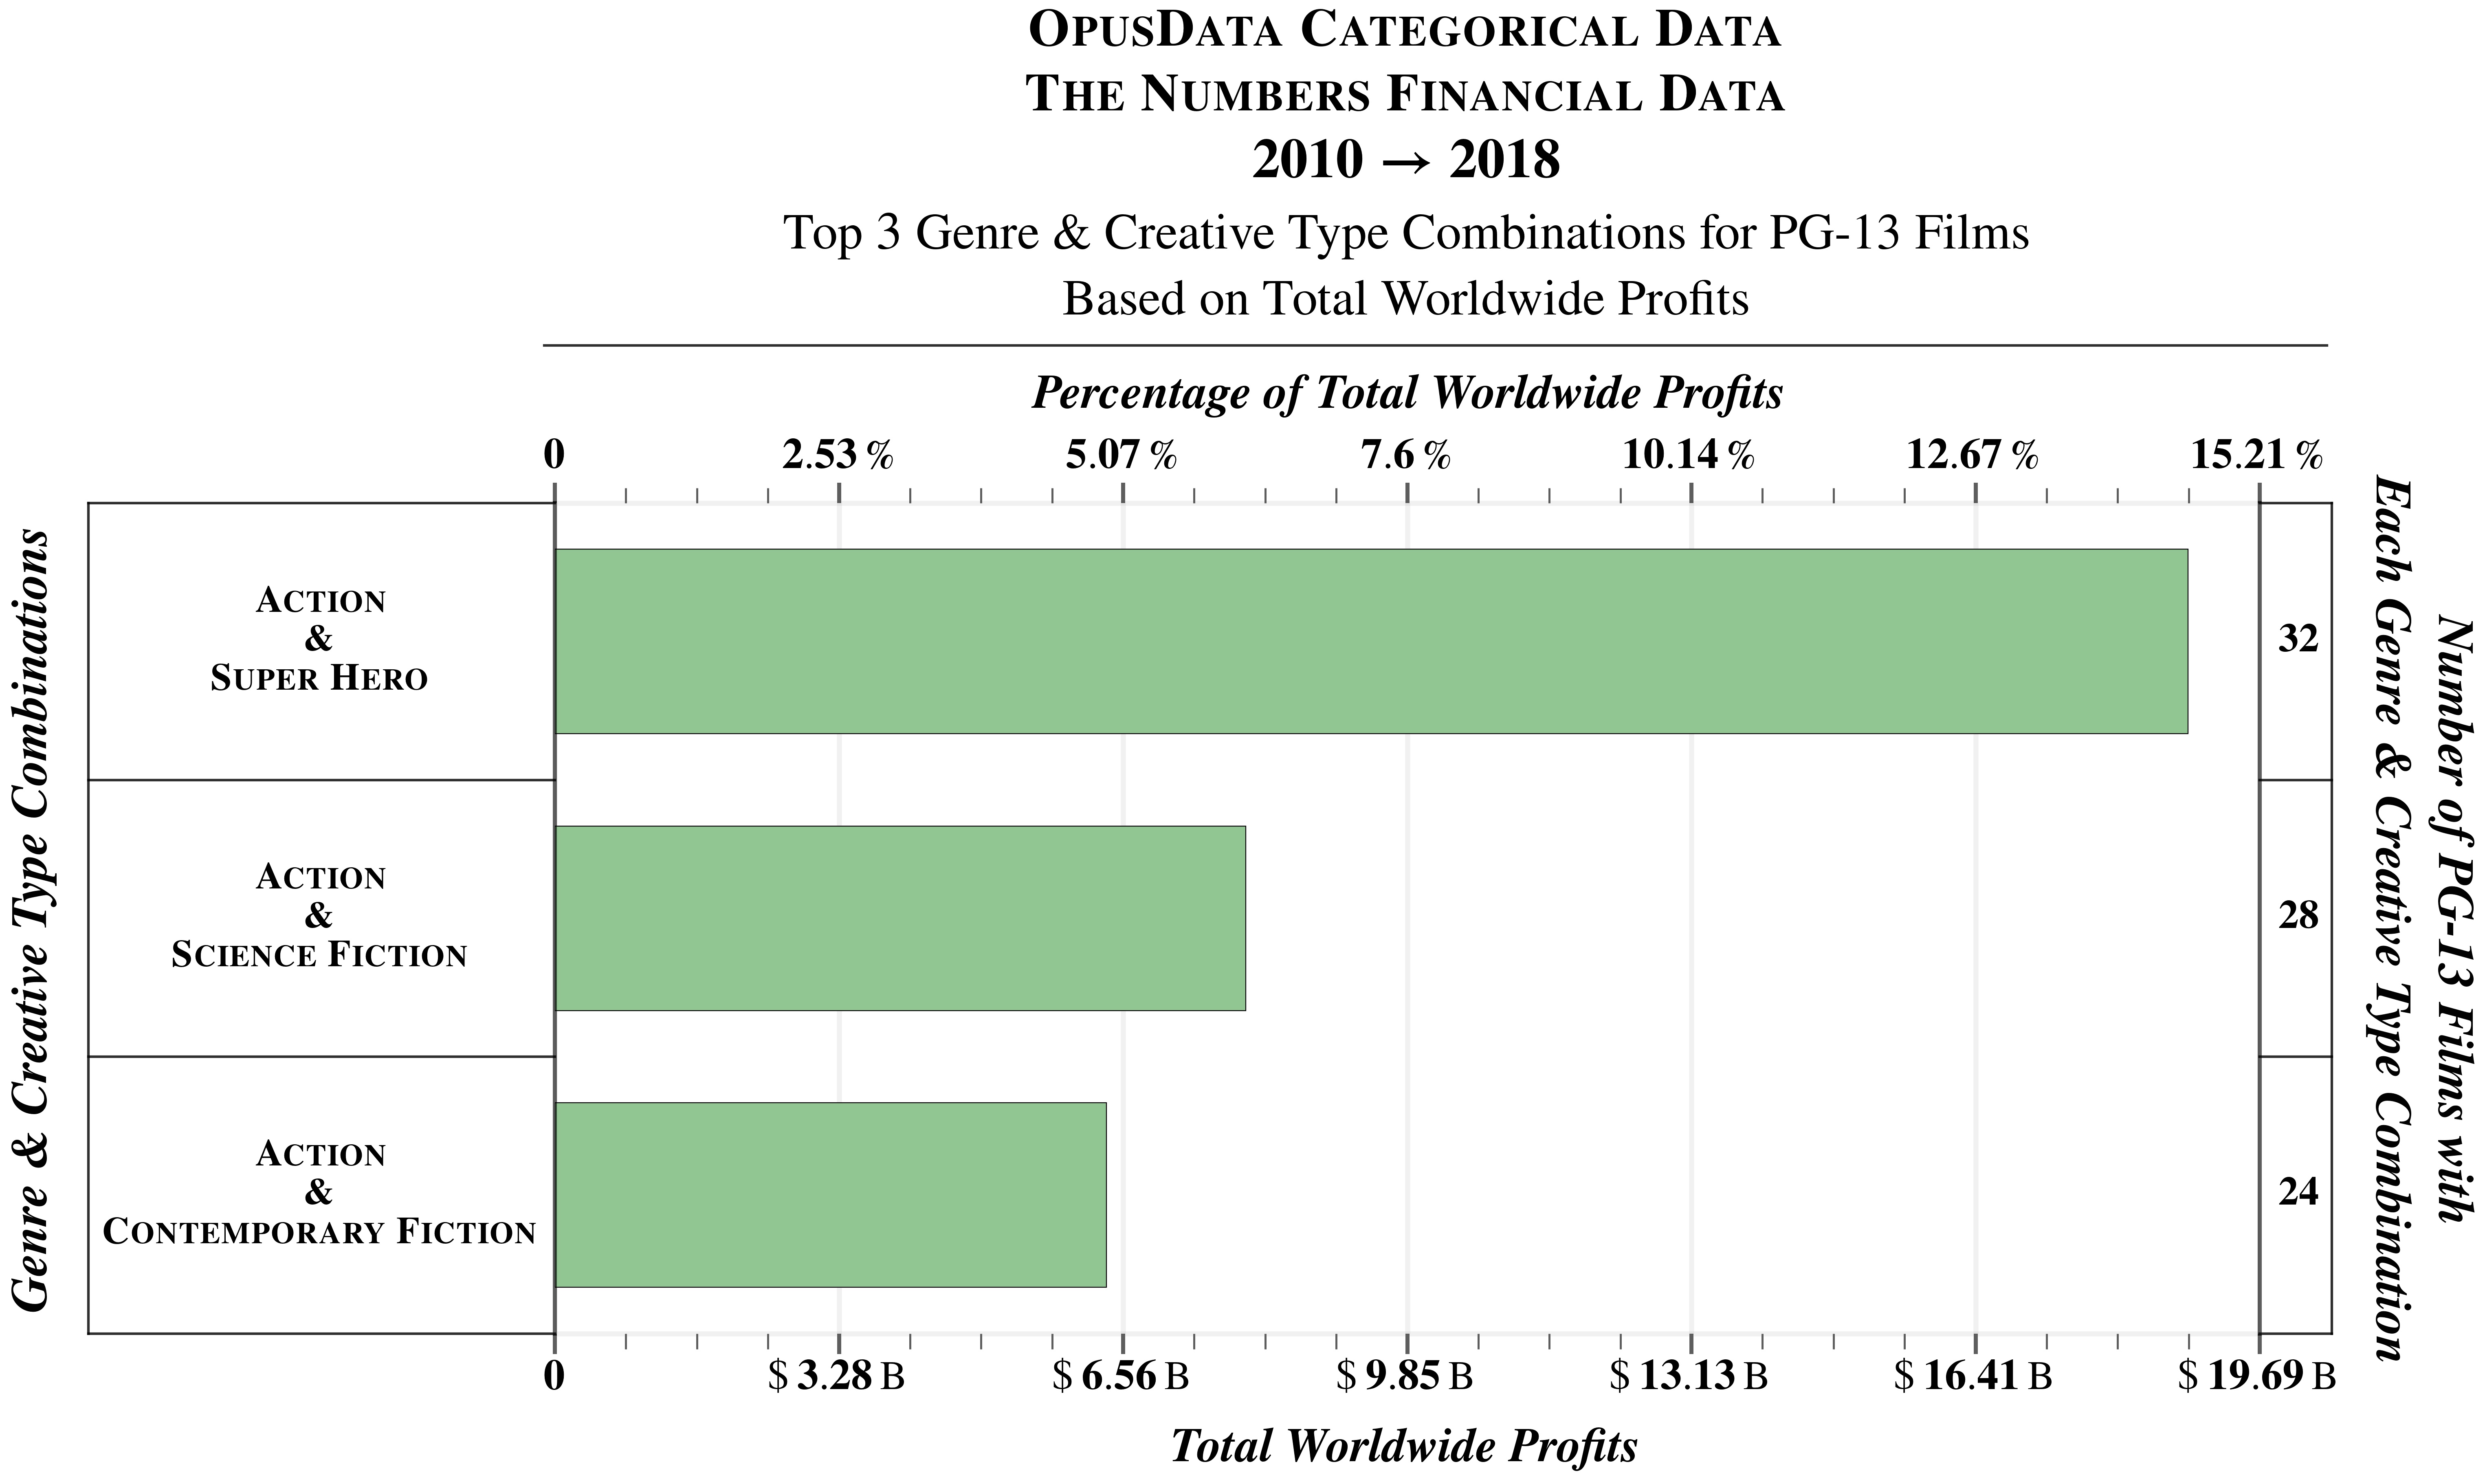 OpusData Categorical Data
The Numbers Financial Data
2010 → 2018
Top 3 Genre & Creative Type Combinations for PG-13 Films
Based on Total Worldwide Profits
Percentage of Total Worldwide Profits
0 2.53 % 5.07 % 7.6 % 10.14 % 12.67 % 15.21 %
Genre & Creative Type Combinations
Action
&
Super Hero
32
Action
&
Science Fiction
28
Action
&
Contemporary Fiction
24
Number of PG-13 Films with
Each Genre & Creative Type Combination
0 $ 3.28 B $ 6.56 B $ 9.85 B $ 13.13 B $ 16.41 B $ 19.69 B
Total Worldwide Profits